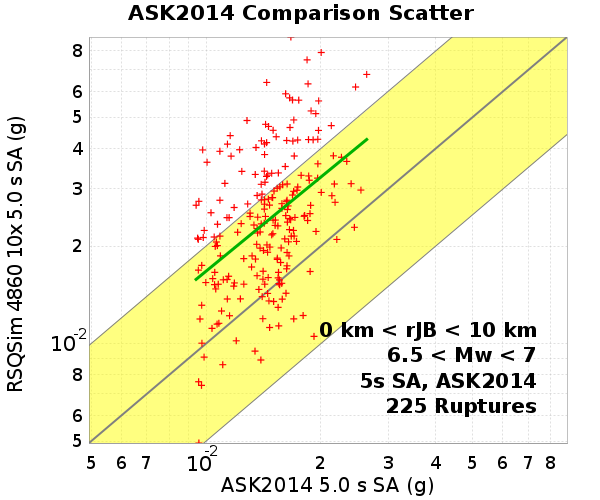 ASK2014 Comparison Scatter
RSQSim 4860 10x 5.0 s SA (g)
8
6
5
4
3
2
10-2
8
6
5
0 km < rJB < 10 km
6.5 < Mw < 7
5s SA, ASK2014
225 Ruptures
5 6 7 10-2 2 3 4 5 6 7 8
ASK2014 5.0 s SA (g)